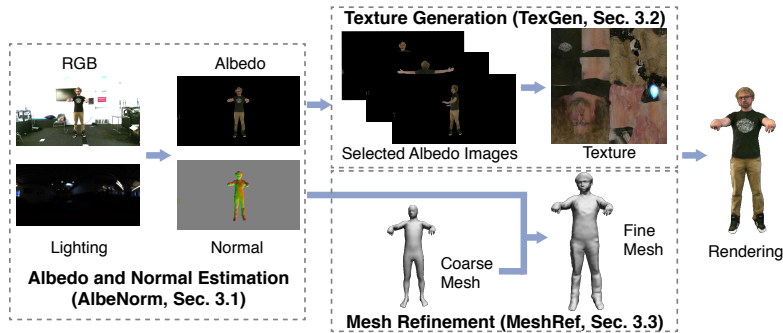 Texture Generation (TexGen, Sec. 3.2)
RGB
Albedo
Selected Albedo Images
Texture
Lighting
Normal
Albedo and Normal Estimation
(AlbeNorm, Sec. 3.1)
Coarse
Mesh
Fine
Mesh
Mesh Refinement (MeshRef, Sec. 3.3)
Rendering